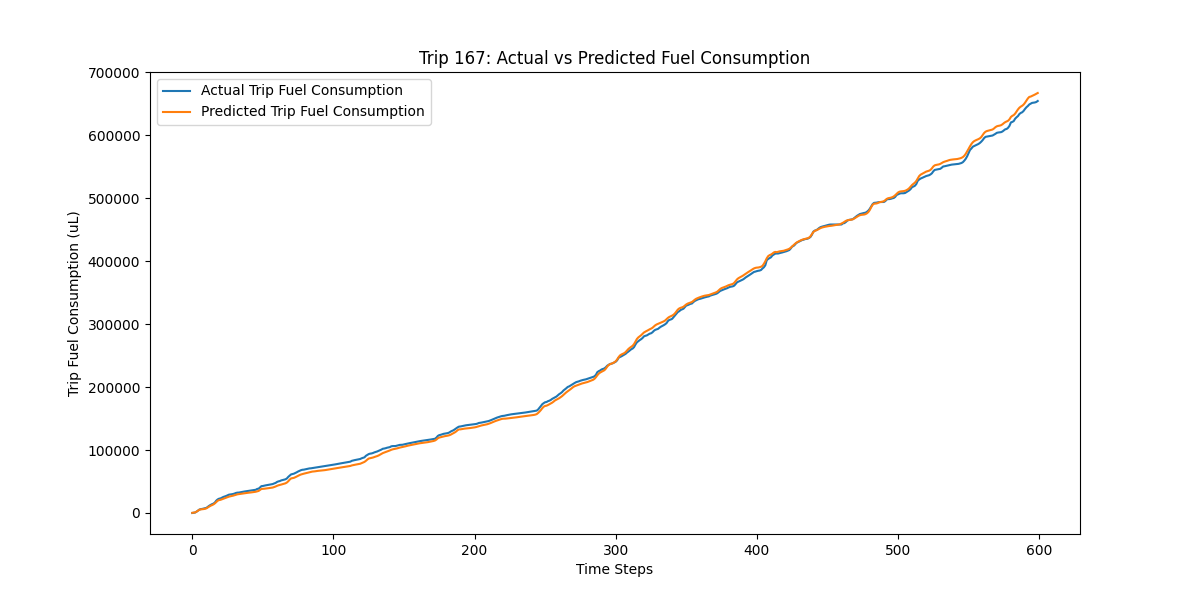 Trip 167: Actual vs Predicted Fuel Consumption
Actual Trip Fuel Consumption
Predicted Trip Fuel Consumption
Trip Fuel Consumption (uL)
700000
600000
500000
400000
300000
200000
100000
0
0 100 200 300 400 500 600
Time Steps